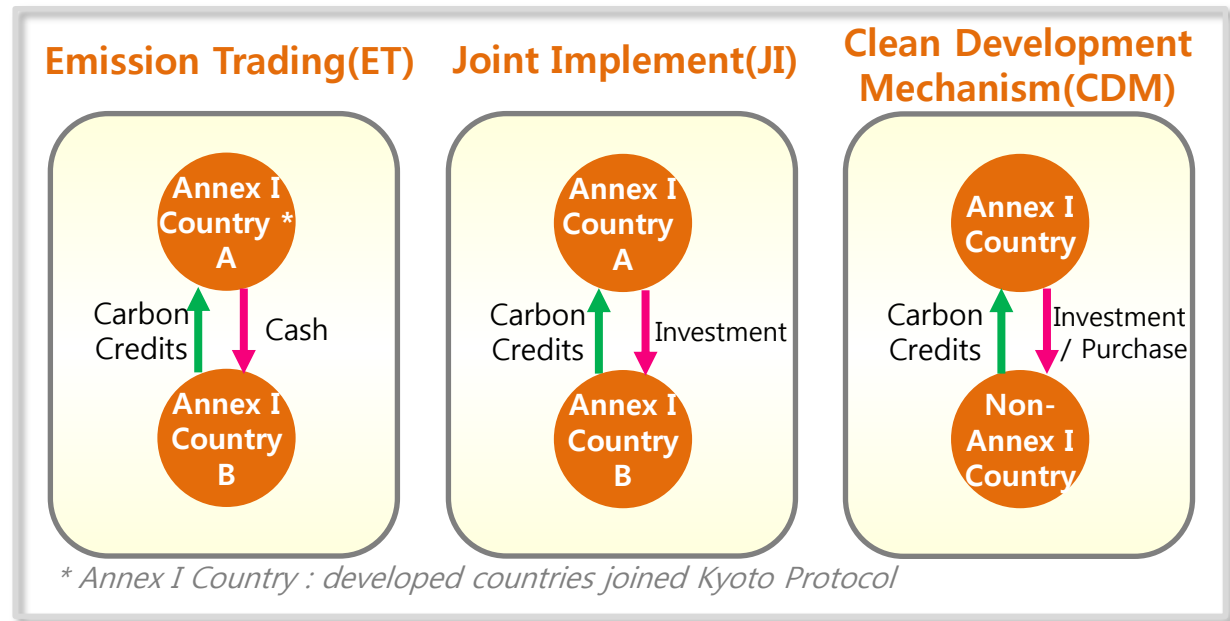 Emission Trading(ET)
Annex I
Country *
A
Carbon
Credits
Cash
Annex I
Country
B
Joint Implement(JI)
Annex I
Country
A
Carbon
Credits
Investment
Annex I
Country
B
Clean Development
Mechanism(CDM)
Annex I
Country
Carbon
Credits
Investment
/ Purchase
Non-
Annex I
Country
* Annex I Country : developed countries joined Kyoto Protocol